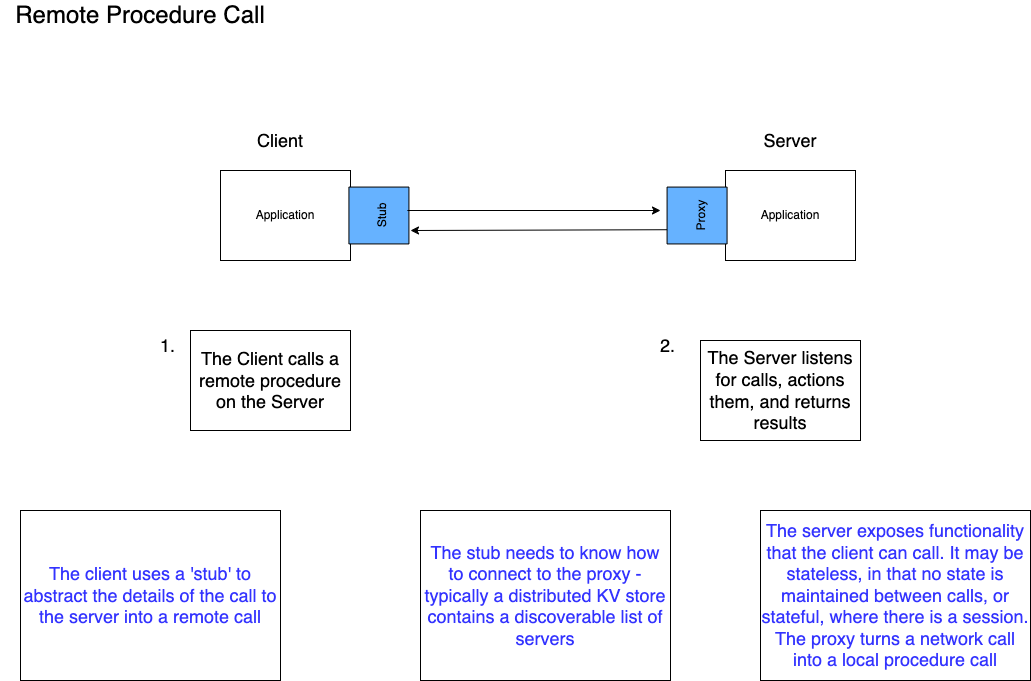 Remote Procedure Call
Client
Server
Application
Stub
Proxy
Application
1.
The Client calls a
remote procedure
on the Server
2.
The Server listens
for calls, actions
them, and returns
results
The client uses a 'stub' to
abstract the details of the call to
the server into a remote call
The stub needs to know how
to connect to the proxy -
typically a distributed KV store
contains a discoverable list of
servers
The server exposes functionality
that the client can call. It may be
stateless, in that no state is
maintained between calls, or
stateful, where there is a session.
The proxy turns a network call
into a local procedure call